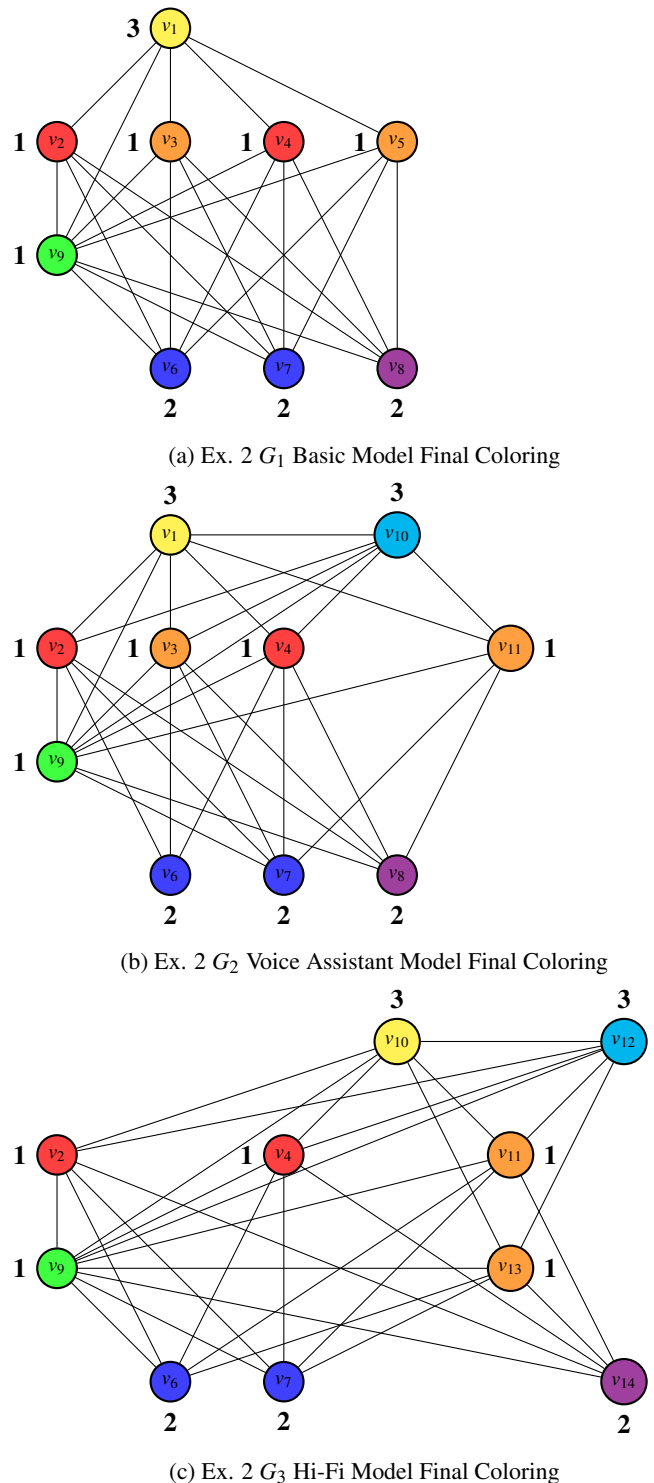 3 v1
1 v2 1 v3 1 v4 1 v5
1 v9
v6 v7 v8
2 2 2
(a) Ex. 2 G1 Basic Model Final Coloring
3 3
v1 v10
1 v2 1 v3 1 v4 v11 1
1 v9
v6 v7 v8
2 2 2
(b) Ex. 2 G2 Voice Assistant Model Final Coloring
3 3
v10 v12
1 v2 1 v4 v11 1
1 v9 v13 1
v6 v7 v14
2 2 2
(c) Ex. 2 G3 Hi-Fi Model Final Coloring